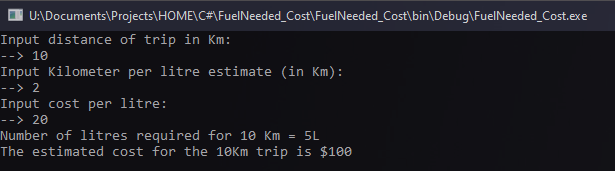 U:\Documents\Projects\HOME\C#\FuelNeeded_Cost\FuelNeeded_Cost\bin\Debug\FuelNeeded_Cost.exe
Input distance of trip in Km:
--> 10
Input Kilometer per litre estimate (in Km):
--> 2
Input cost per litre:
--> 20
Number of litres required for 10 Km = 5L
The estimated cost for the 10Km trip is $100